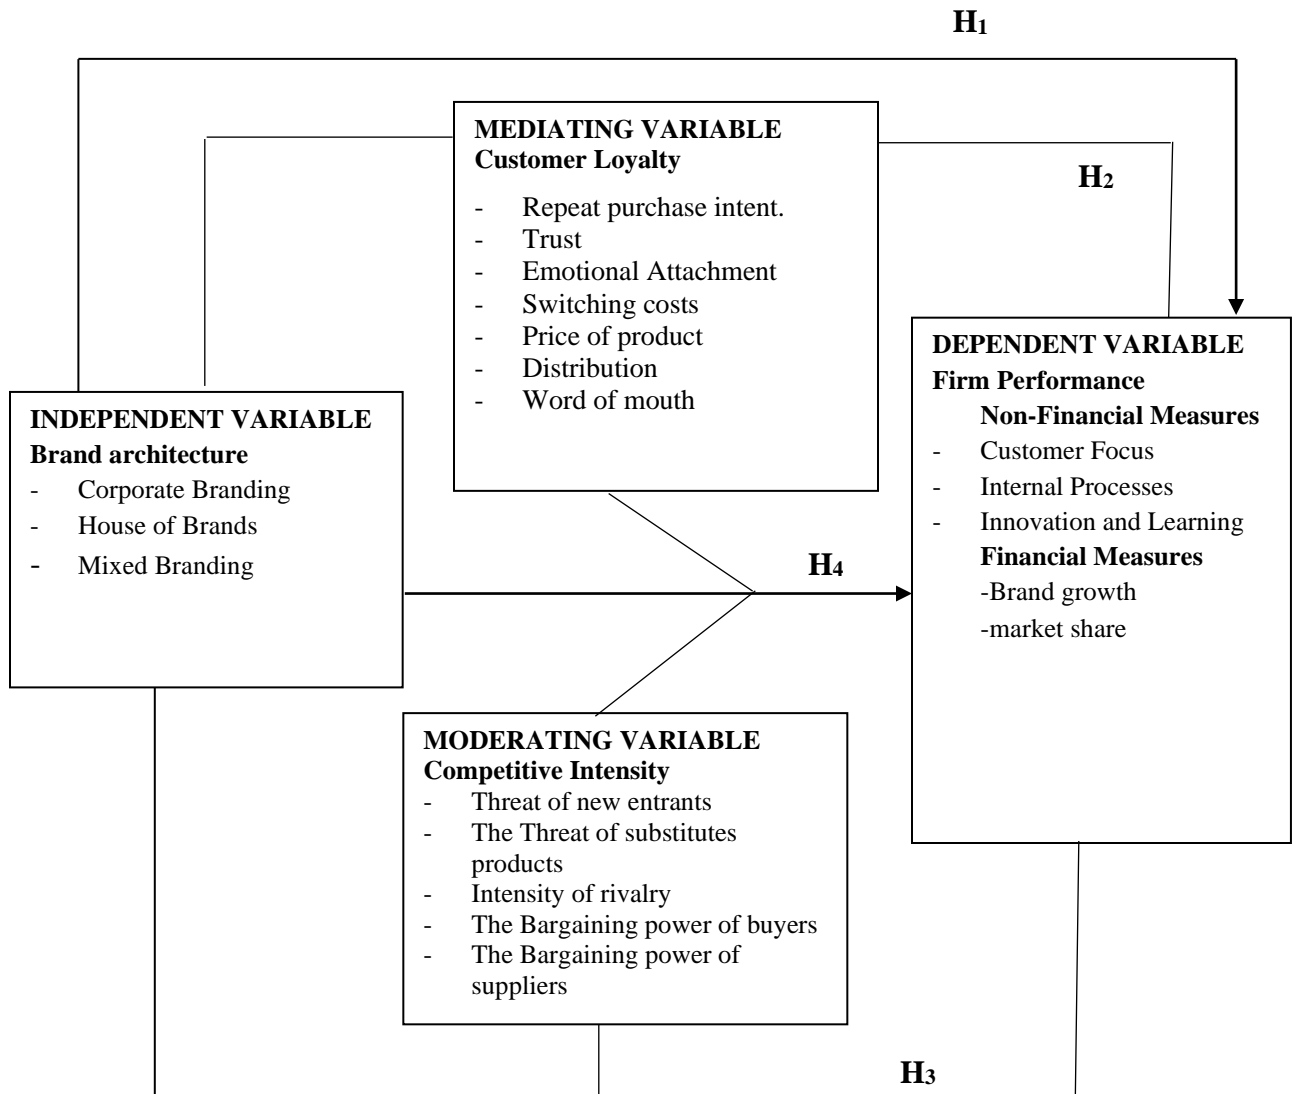 H1
MEDIATING VARIABLE
Customer Loyalty
- Repeat purchase intent.
- Trust
- Emotional Attachment
- Switching costs
- Price of product
- Distribution
- Word of mouth
H2
INDEPENDENT VARIABLE
Brand architecture
- Corporate Branding
- House of Brands
- Mixed Branding
DEPENDENT VARIABLE
Firm Performance
Non-Financial Measures
- Customer Focus
- Internal Processes
- Innovation and Learning
Financial Measures
-Brand growth
-market share
H4
MODERATING VARIABLE
Competitive Intensity
- Threat of new entrants
- The Threat of substitutes
products
- Intensity of rivalry
- The Bargaining power of buyers
- The Bargaining power of
suppliers
H3